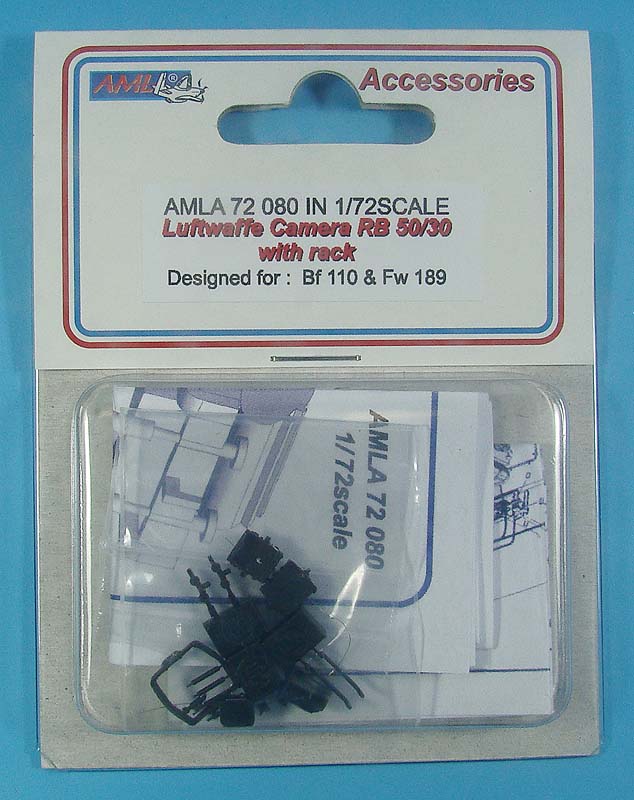 AML ®
Accessories
AMLA 72 080 IN 1/72SCALE
Luftwaffe Camera RB 50/30
with rack
Designed for : Bf 110 & Fw 189
AMLA 72 080
1/72scale